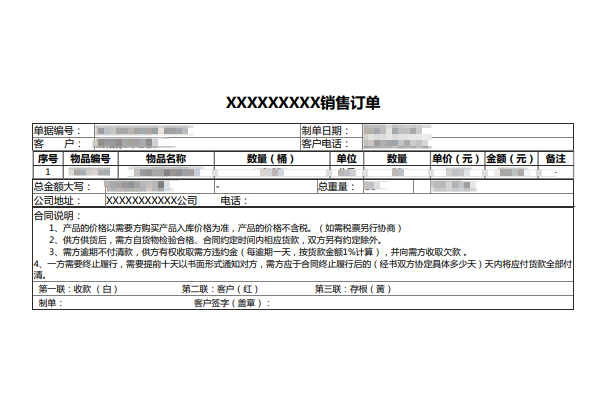 XXXXXXXXX销售订单
单据编号： 制单日期：
客　　户： 客户电话：
序号 物品编号 物品名称 数量（桶） 单位 数量 单价（元） 金额（元） 备注
1 -
总金额大写： - 总重量：
公司地址： XXXXXXXXXXX公司 电话：
合同说明：
1、产品的价格以需要方购买产品入库价格为准，产品的价格不含税。（如需税票另行协商）
2、供方供货后，需方自货物检验合格、合同约定时间内相应货款，双方另有约定除外。
3、需方逾期不付清款，供方有权收取需方违约金（每逾期一天，按货款金额1%计算），并向需方收取欠款 。
4、一方需要终止履行，需要提前十天以书面形式通知对方，需方应于合同终止履行后的（经书双方协定具体多少天）天内将应付货款全部付
清。
第一联：收款 （白） 第二联：客户（ 红） 第三联：存根（ 黄）
制单： 客户签字（ 盖章）：